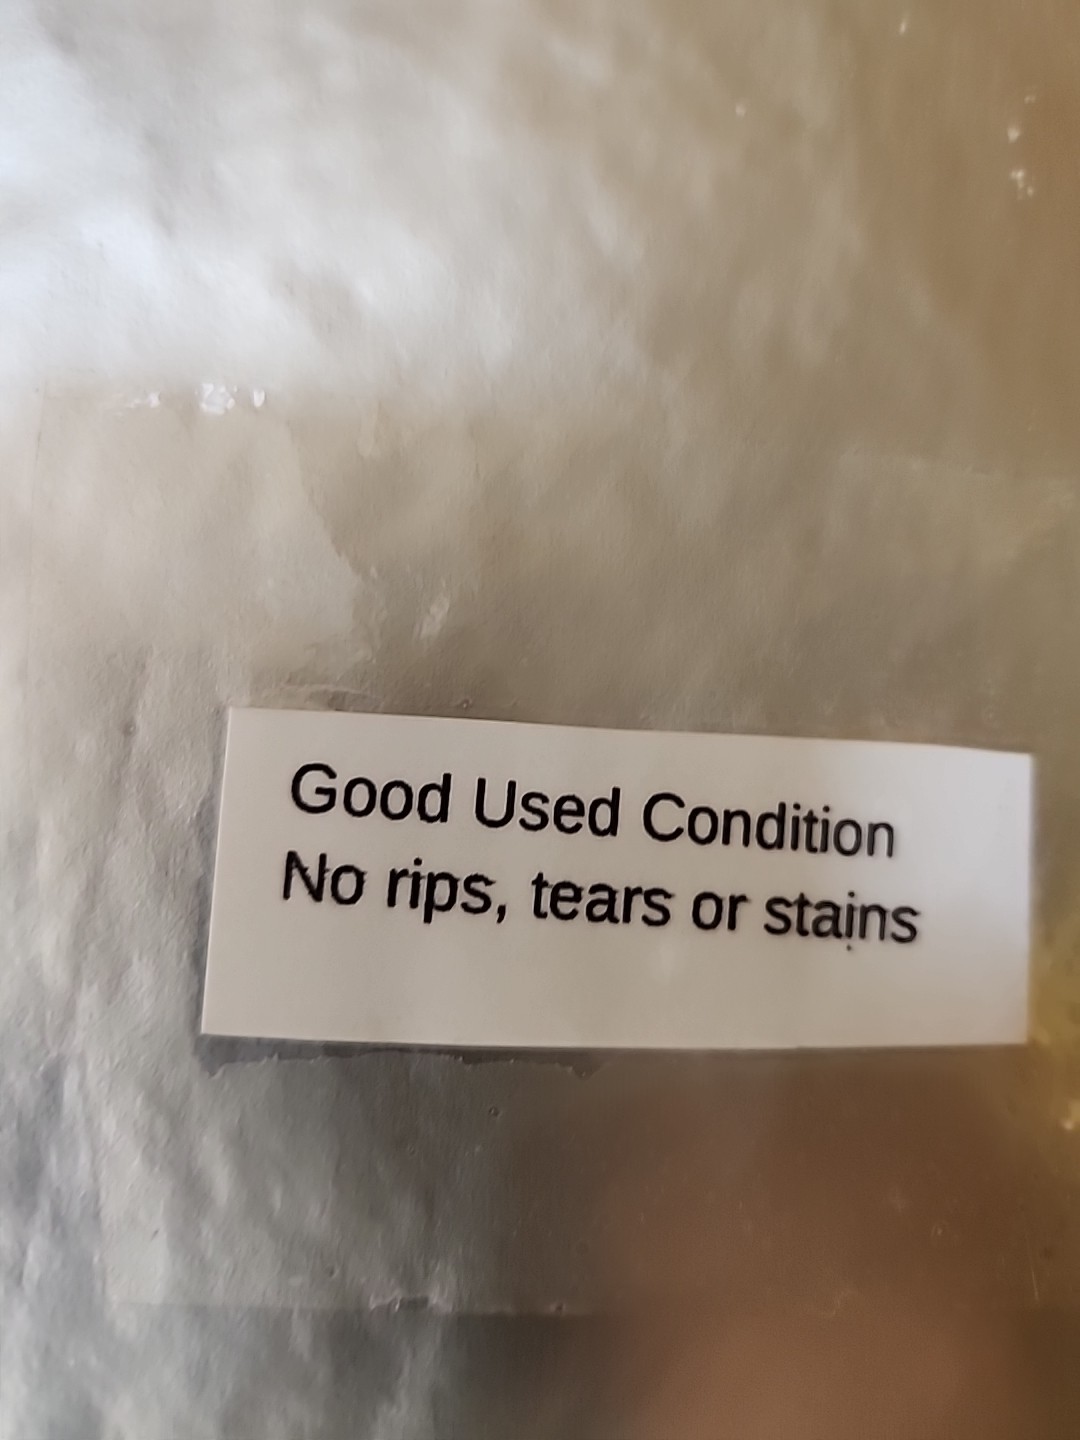 Good Used Condition
No rips, tears or stains